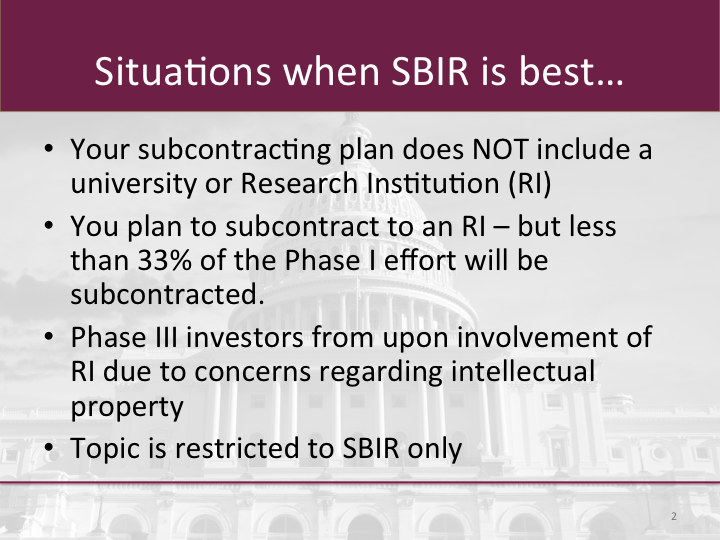 Situations when SBIR is best…
• Your subcontracting plan does NOT include a
university or Research Institution (RI)
• You plan to subcontract to an RI – but less
than 33% of the Phase I effort will be
subcontracted.
• Phase III investors from upon involvement of
RI due to concerns regarding intellectual
property
• Topic is restricted to SBIR only
2